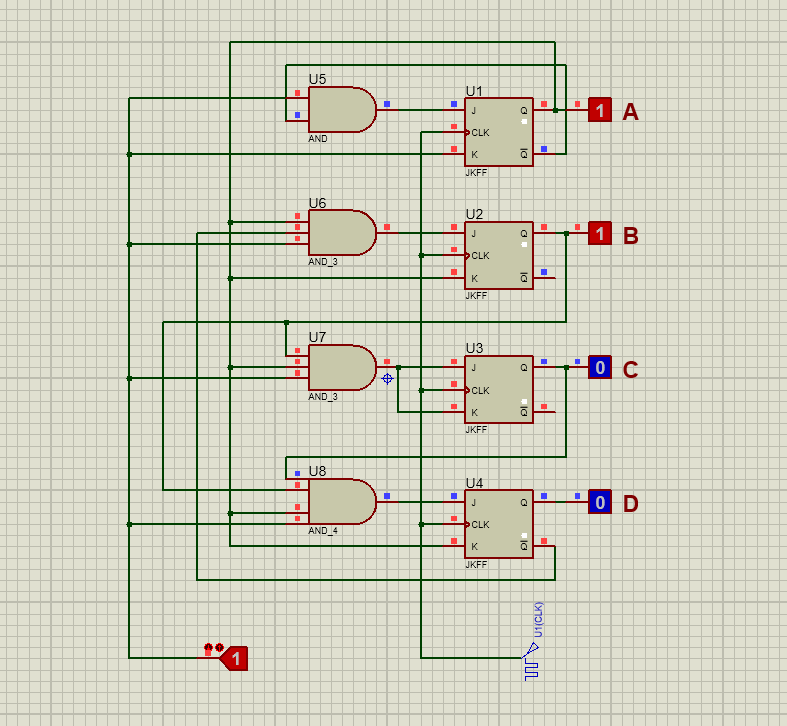 U5
AND
U1
J
Q
CLK
K
Q
JKFF
1
A
U6
AND_3
U2
J
Q
CLK
K
Q
JKFF
1
B
U7
AND_3
U3
J
Q
CLK
K
Q
JKFF
0
C
U8
AND_4
U4
J
Q
CLK
K
Q
JKFF
0
D
1
U1(CLK)